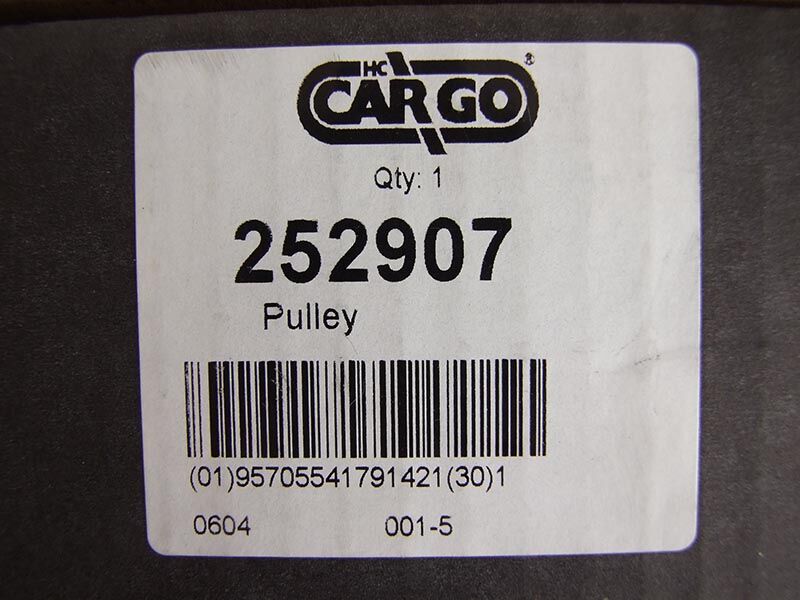 HC
CARGO®
Qty: 1
252907
Pulley
(01)95705541791421(30)1
0604 001-5